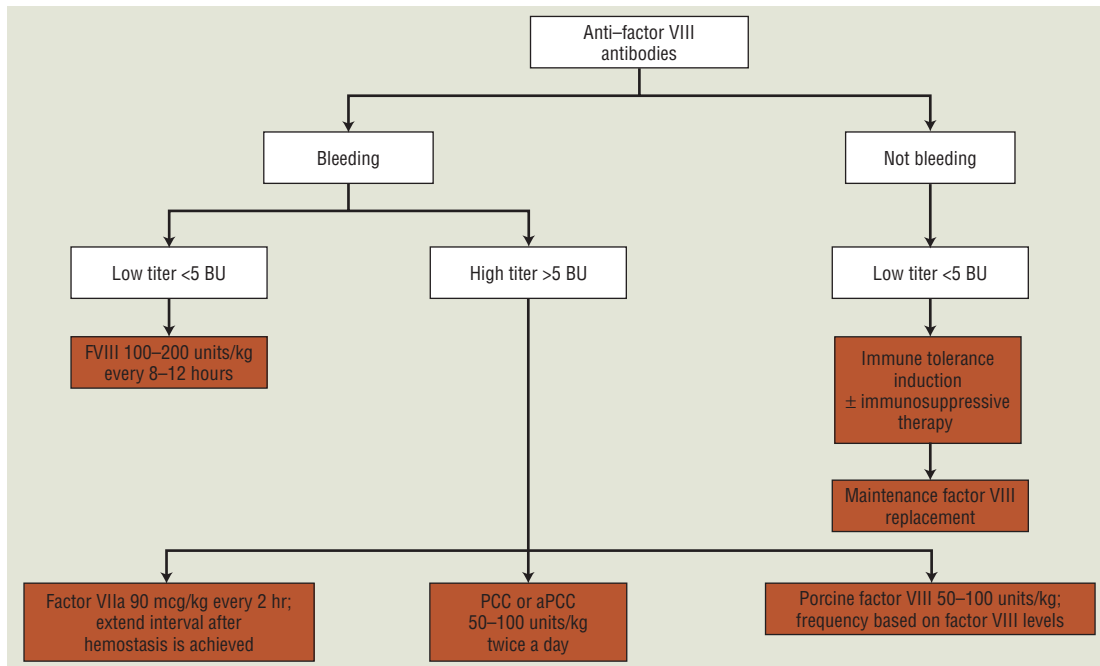 Anti–factor VIII
antibodies
Bleeding
Not bleeding
Low titer <5 BU
High titer >5 BU
Low titer <5 BU
FVIII 100–200 units/kg
every 8–12 hours
Immune tolerance
induction
± immunosuppressive
therapy
Maintenance factor VIII
replacement
Factor VIIa 90 mcg/kg every 2 hr;
extend interval after
hemostasis is achieved
PCC or aPCC
50–100 units/kg
twice a day
Porcine factor VIII 50–100 units/kg;
frequency based on factor VIII levels